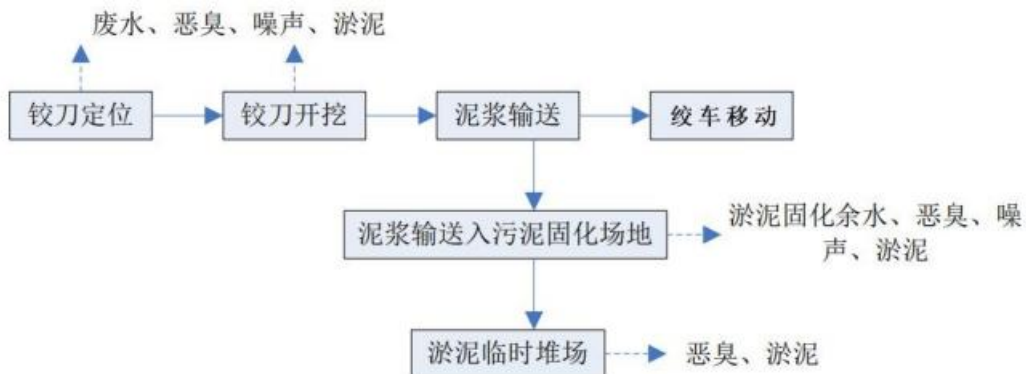 废水、恶臭、噪声、淤泥
铰刀定位
铰刀开挖
泥浆输送
绞车移动
泥浆输送入污泥固化场地
淤泥固化余水、恶臭、噪
声、淤泥
淤泥临时堆场
恶臭、淤泥